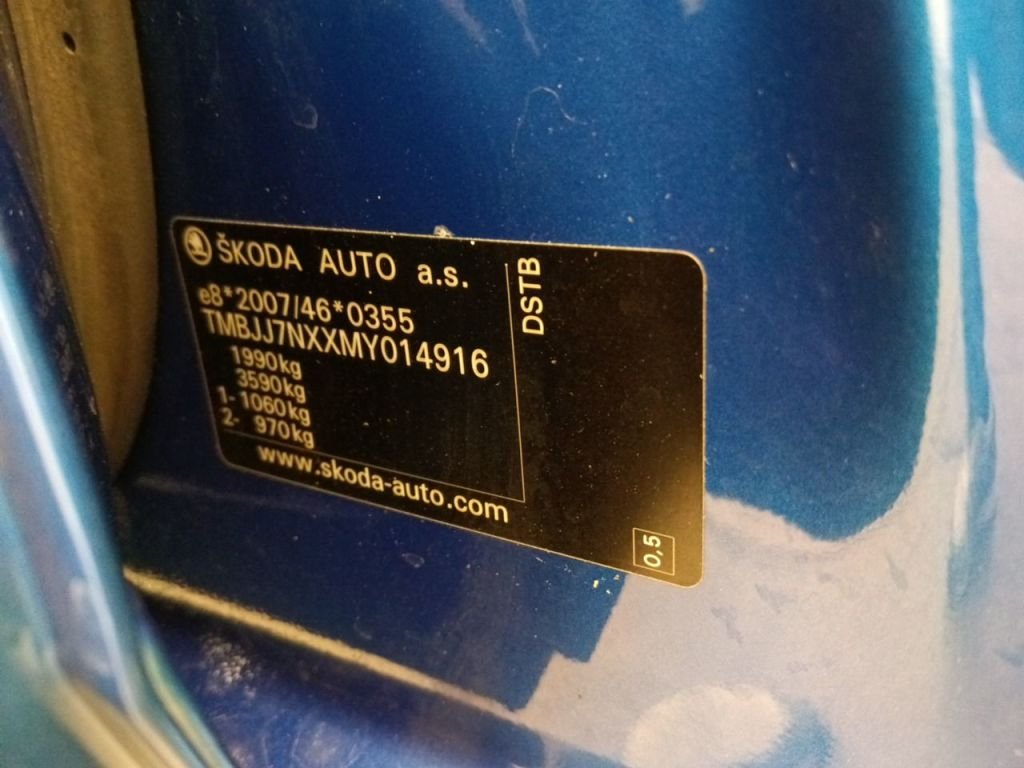 ŠKODA AUTO a.s.
e8*2007/46*0355
TMBJJ7NXXMY014916
1990kg
3590kg
1- 1060kg
2- 970kg
www.skoda-auto.com
DSTB
0,5